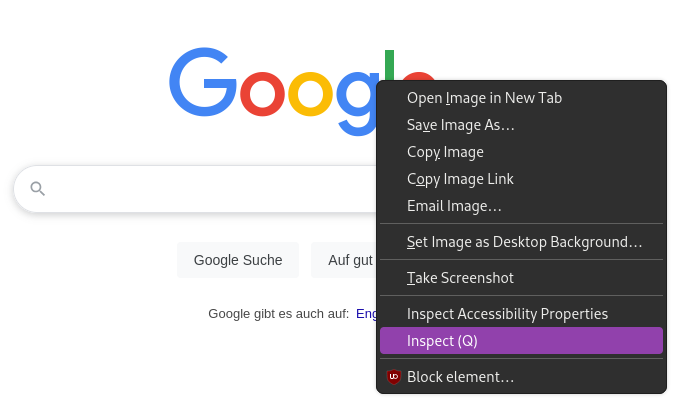 Google
Open Image in New Tab
Save Image As...
Copy Image
Copy Image Link
Email Image...
Set Image as Desktop Background...
Google Suche
Auf gut
Take Screenshot
Google gibt es auch auf: Eng
Inspect Accessibility Properties
Inspect (Q)
Block element...